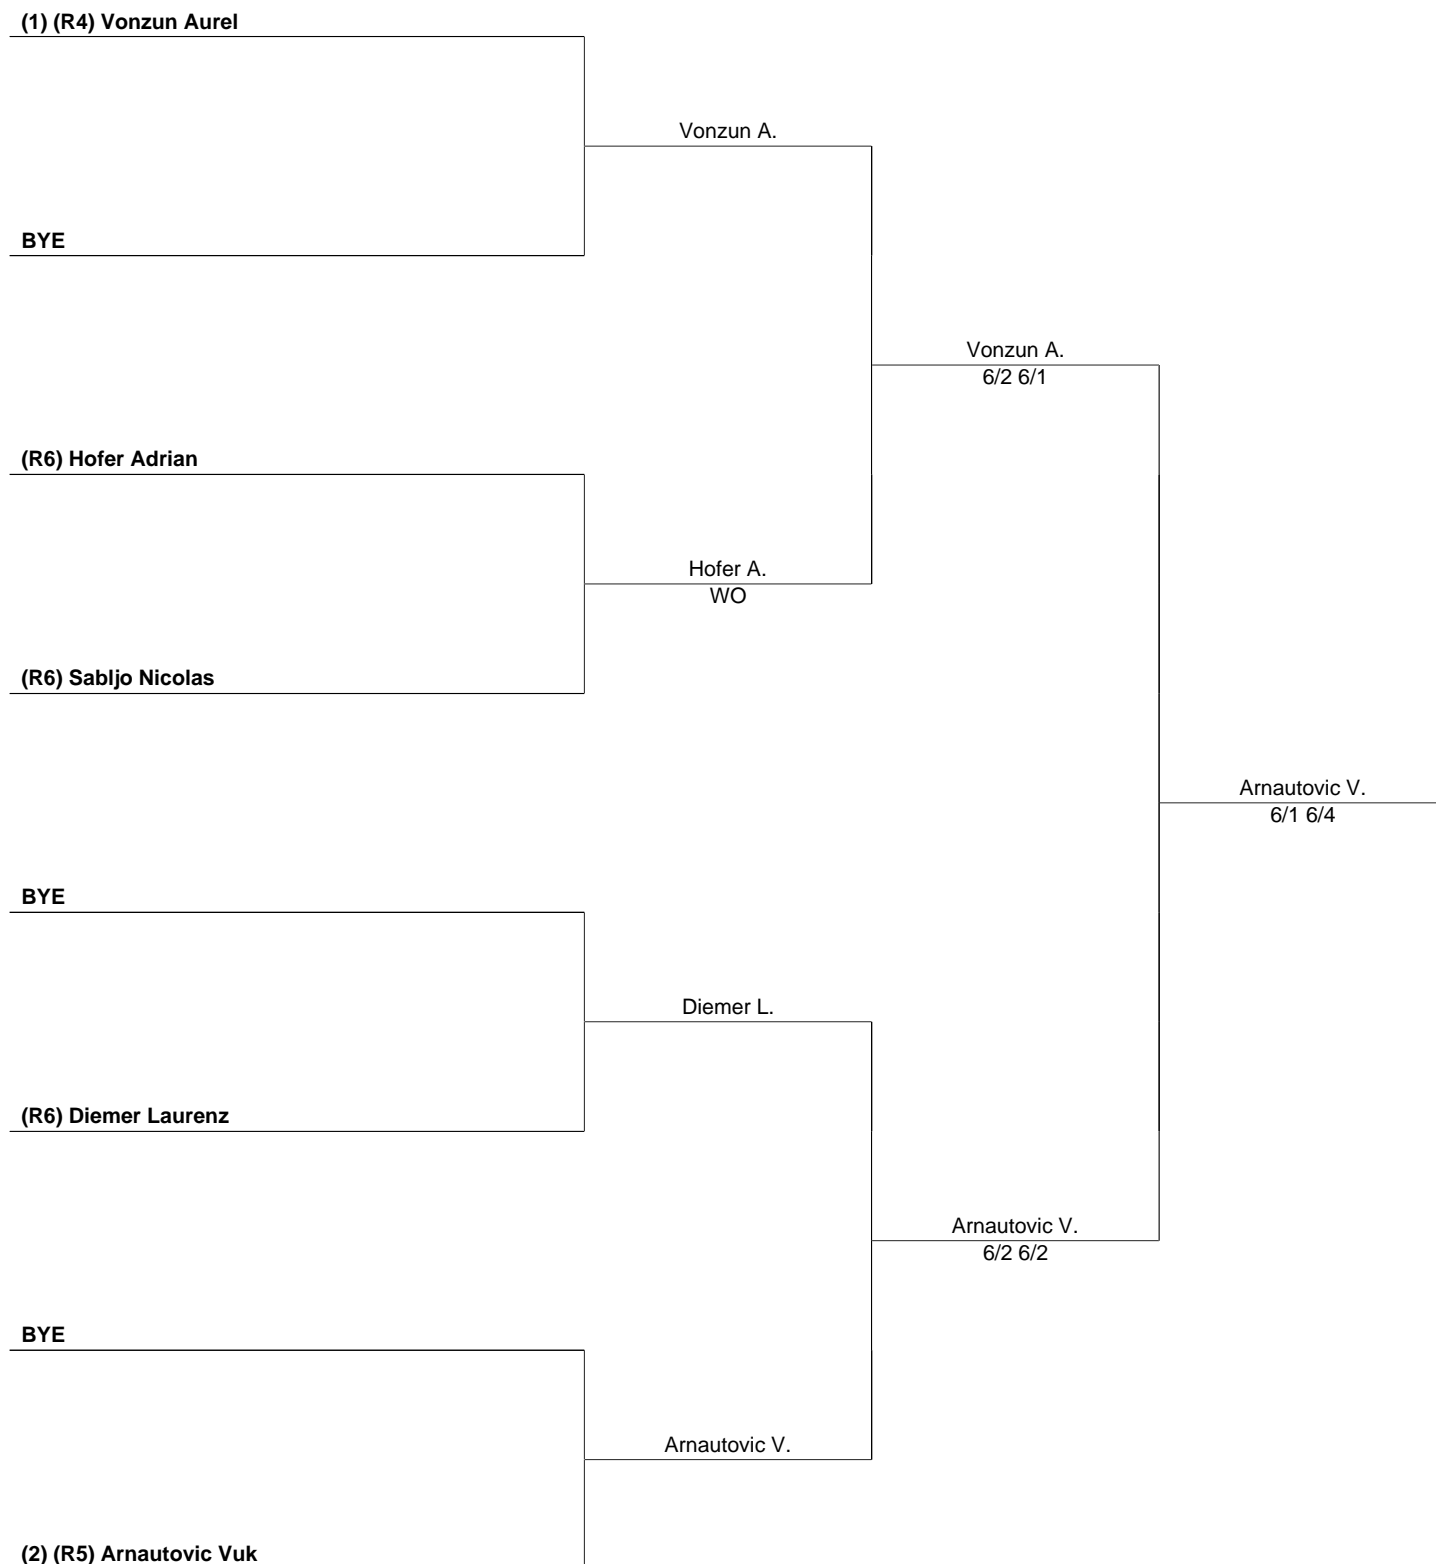 (1) (R4) Vonzun Aurel
Vonzun A.
BYE
Vonzun A.
6/2 6/1
(R6) Hofer Adrian
Hofer A.
WO
(R6) Sabljo Nicolas
Arnautovic V.
6/1 6/4
BYE
Diemer L.
(R6) Diemer Laurenz
Arnautovic V.
6/2 6/2
BYE
Arnautovic V.
(2) (R5) Arnautovic Vuk